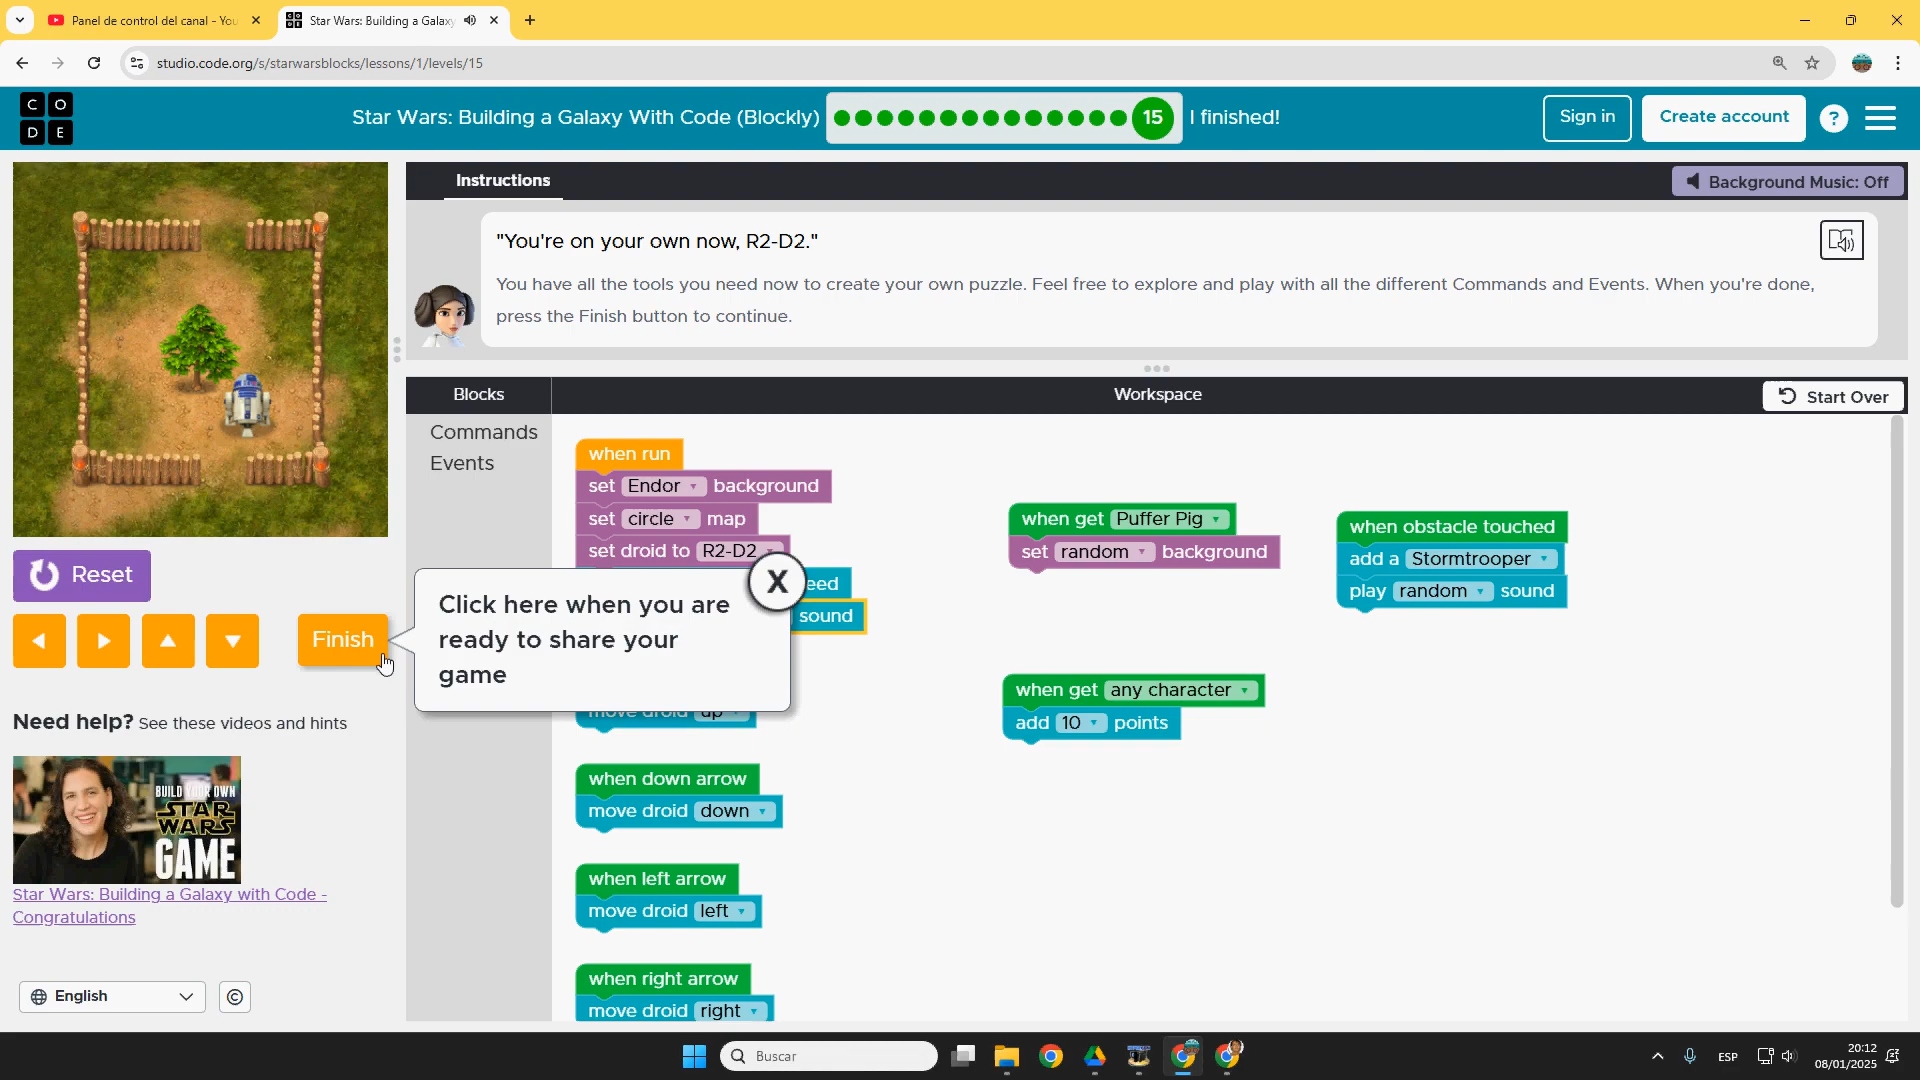 Panel de control del canal - You
Star Wars: Building a Galaxy
studio.code.org/s/starwarsblocks/lessons/1/levels/15
C O
D E
Star Wars: Building a Galaxy With Code (Blockly)
15
I finished!
Sign in
Create account
?
Instructions
Background Music: Off
"You're on your own now, R2-D2."
You have all the tools you need now to create your own puzzle. Feel free to explore and play with all the different Commands and Events. When you're done,
press the Finish button to continue.
Blocks
Workspace
Start Over
Commands
Events
when run
set Endor background
set circle map
set droid to R2-D2
eed
sound
Reset
Finish
X
Click here when you are
ready to share your
game
move droid up
when down arrow
move droid down
when left arrow
move droid left
when right arrow
move droid right
when get Puffer Pig
set random background
when get any character
add 10 points
when obstacle touched
add a Stormtrooper
play random sound
Need help? See these videos and hints
BUILD YOUR OWN
STAR
WARS
GAME
Star Wars: Building a Galaxy with Code -
Congratulations
English
©
Buscar
ESP
20:12
08/01/2025